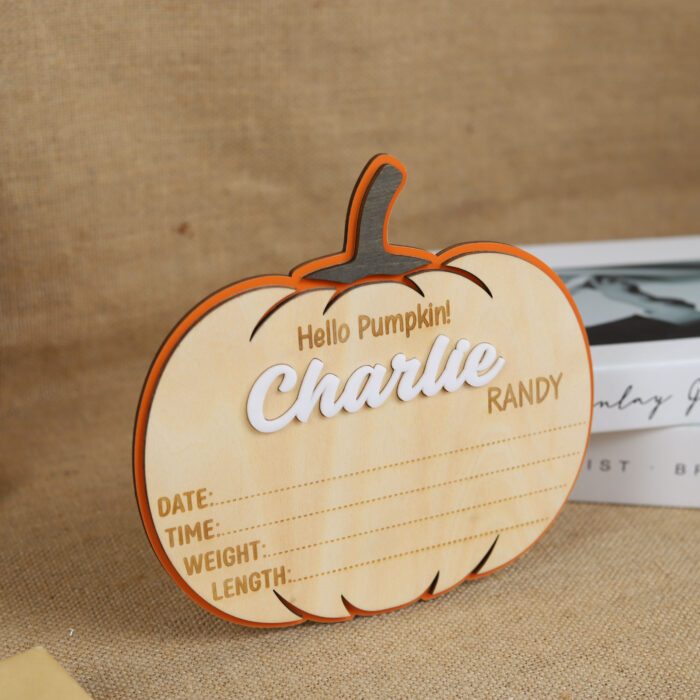 Hello Pumpkin!
Charlie
RANDY
DATE:
TIME:
WEIGHT:
LENGTH: